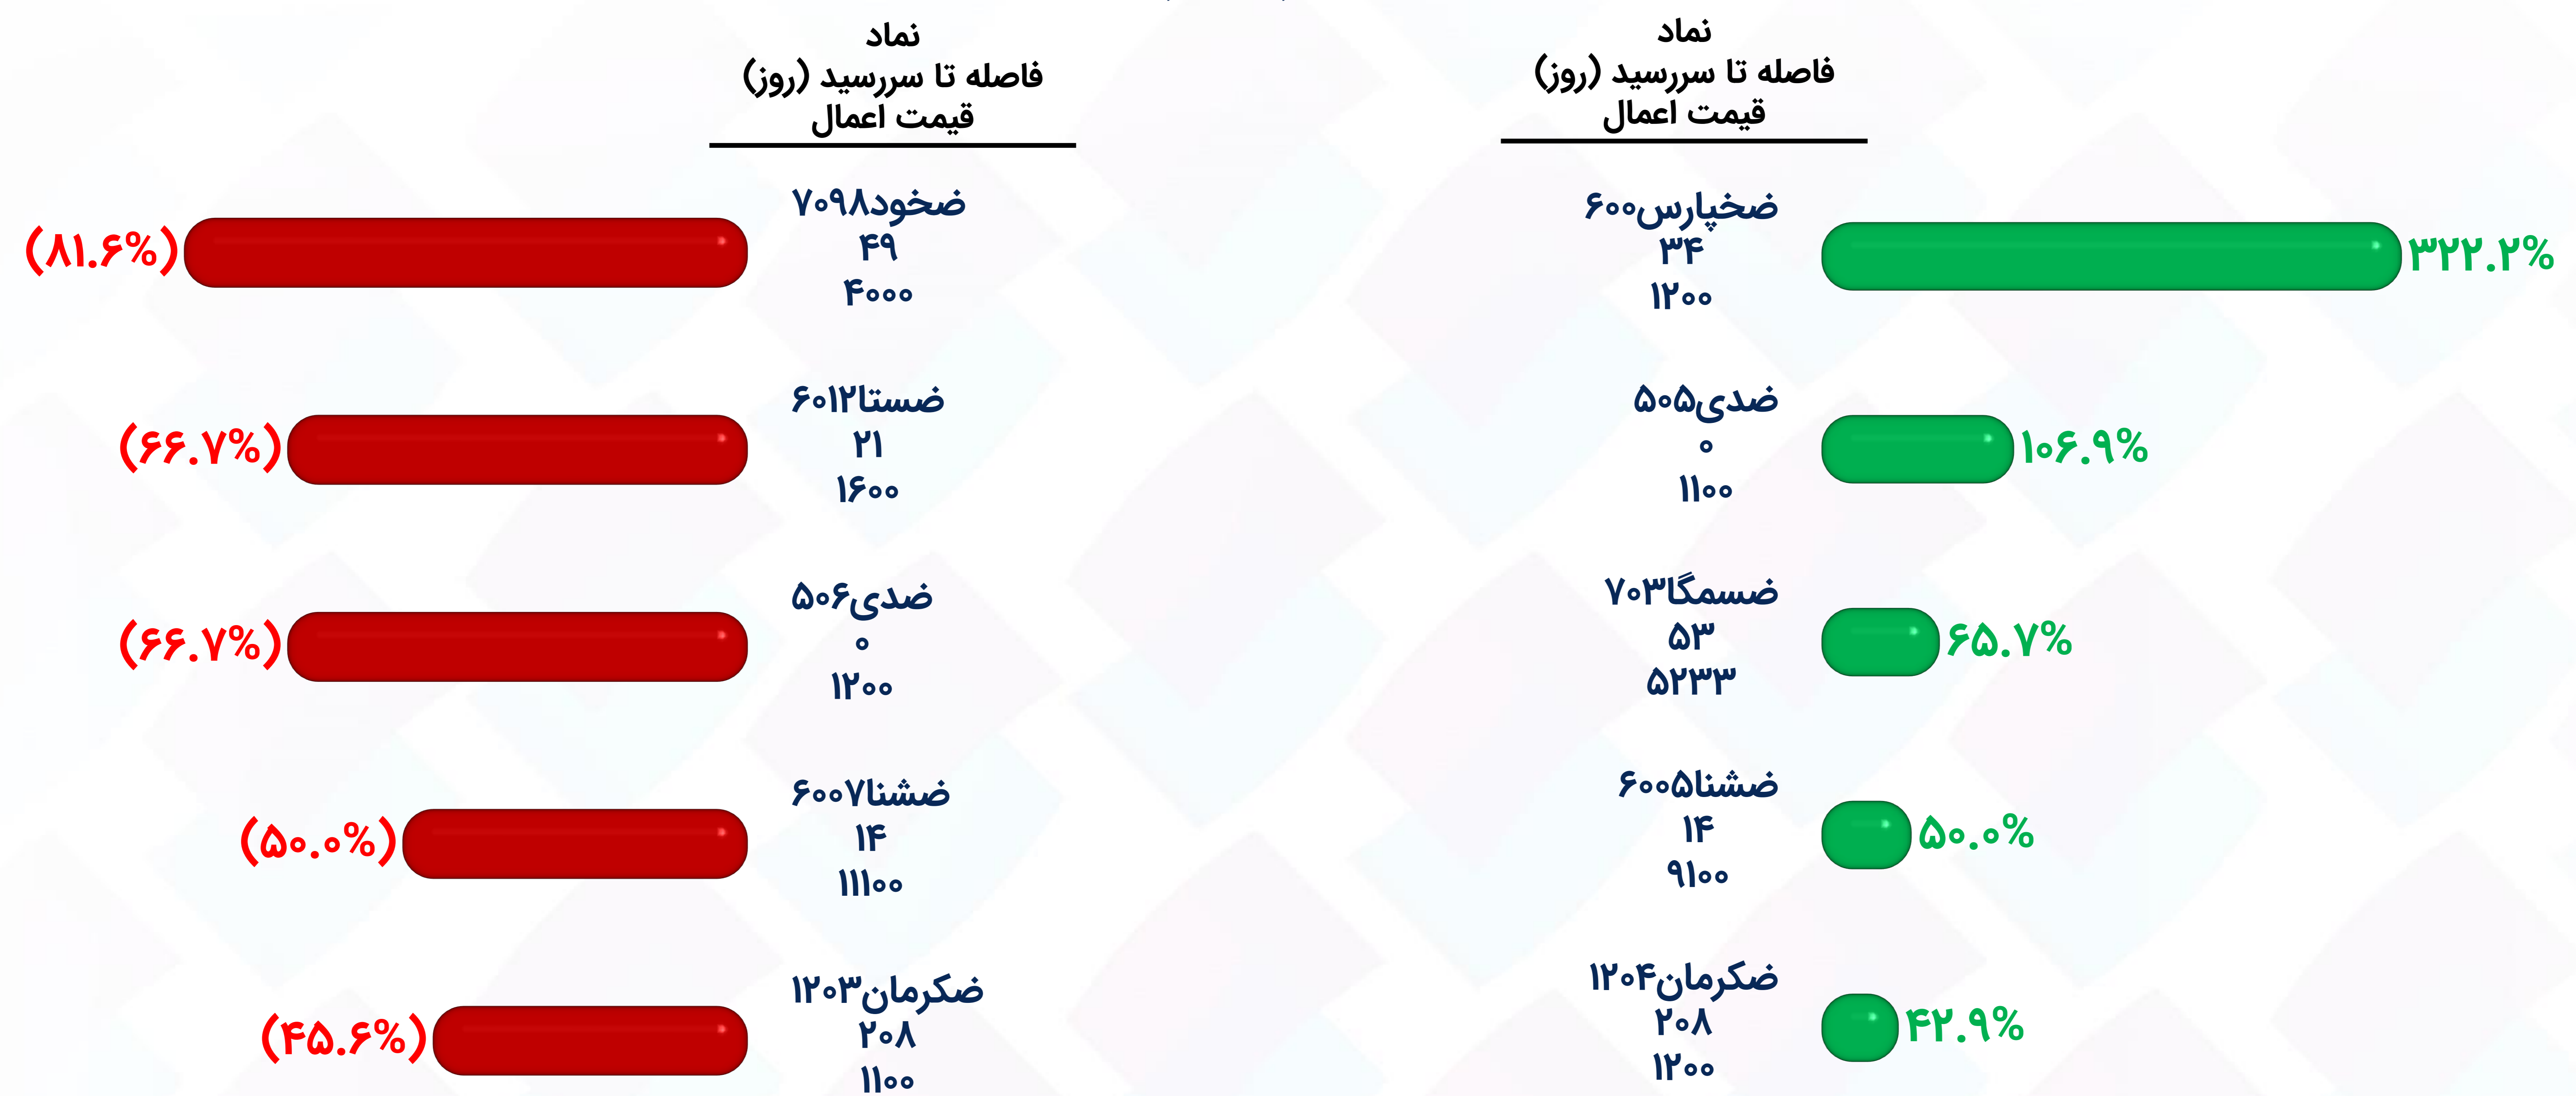 نماد
فاصله تا سررسید (روز)
قیمت اعمال
ضخپارس۶۰۰
۳۴
۱۲۰۰
۳۲۲.۲%
ضدی۵۰۵
۰
۱۱۰۰
۱۰۶.۹%
ضسمگا۷۰۳
۵۳
۵۲۳۳
۶۵.۷%
ضشنا۶۰۰۵
۱۴
۹۱۰۰
۵۰.۰%
ضکرمان۱۲۰۴
۲۰۸
۱۲۰۰
۴۲.۹%
نماد
فاصله تا سررسید (روز)
قیمت اعمال
ضخود۷۰۹۸
۴۹
۴۰۰۰
(۸۱.۶%)
ضستا۶۰۱۲
۲۱
۱۶۰۰
(۶۶.۷%)
ضدی۵۰۶
۰
۱۲۰۰
(۶۶.۷%)
ضشنا۶۰۰۷
۱۴
۱۱۱۰۰
(۵۰.۰%)
ضکرمان۱۲۰۳
۲۰۸
۱۱۰۰
(۴۵.۶%)